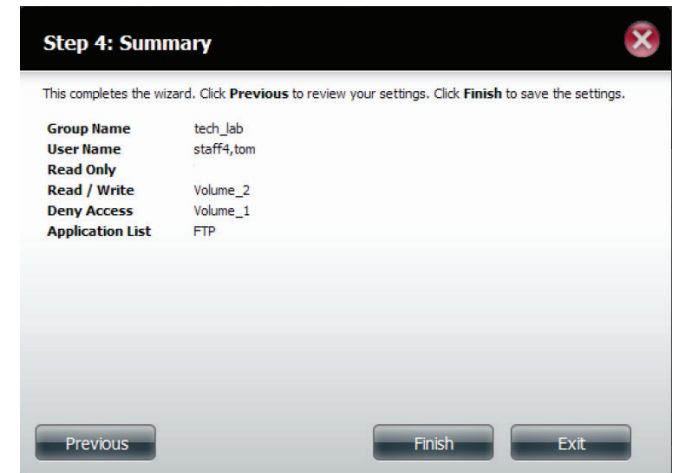 Step 4: Summary
This completes the wizard. Click Previous to review your settings. Click Finish to save the settings.
Group Name tech_lab
User Name staff4,tom
Read Only
Read / Write Volume_2
Deny Access Volume_1
Application List FTP
Previous Finish Exit